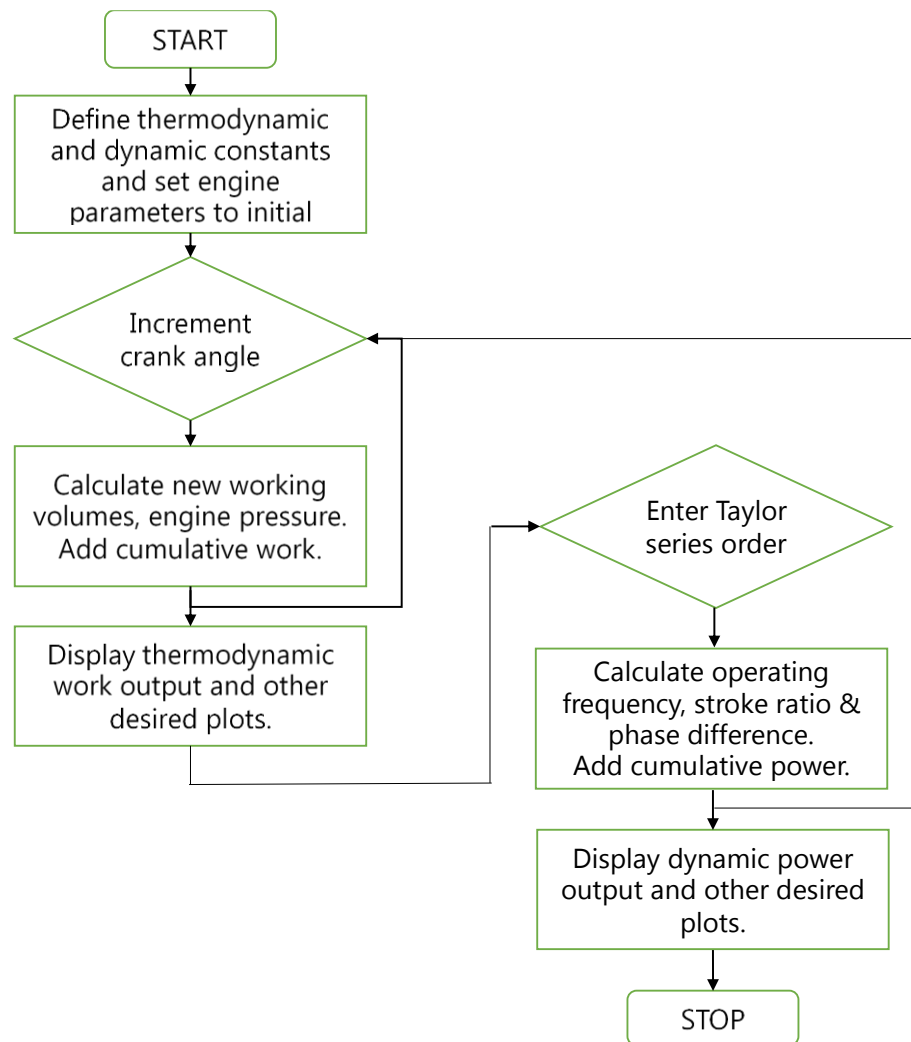 START
Define thermodynamic
and dynamic constants
and set engine
parameters to initial
Increment
crank angle
Calculate new working
volumes, engine pressure.
Add cumulative work.
Display thermodynamic
work output and other
desired plots.
Enter Taylor
series order
Calculate operating
frequency, stroke ratio &
phase difference.
Add cumulative power.
Display dynamic power
output and other desired
plots.
STOP